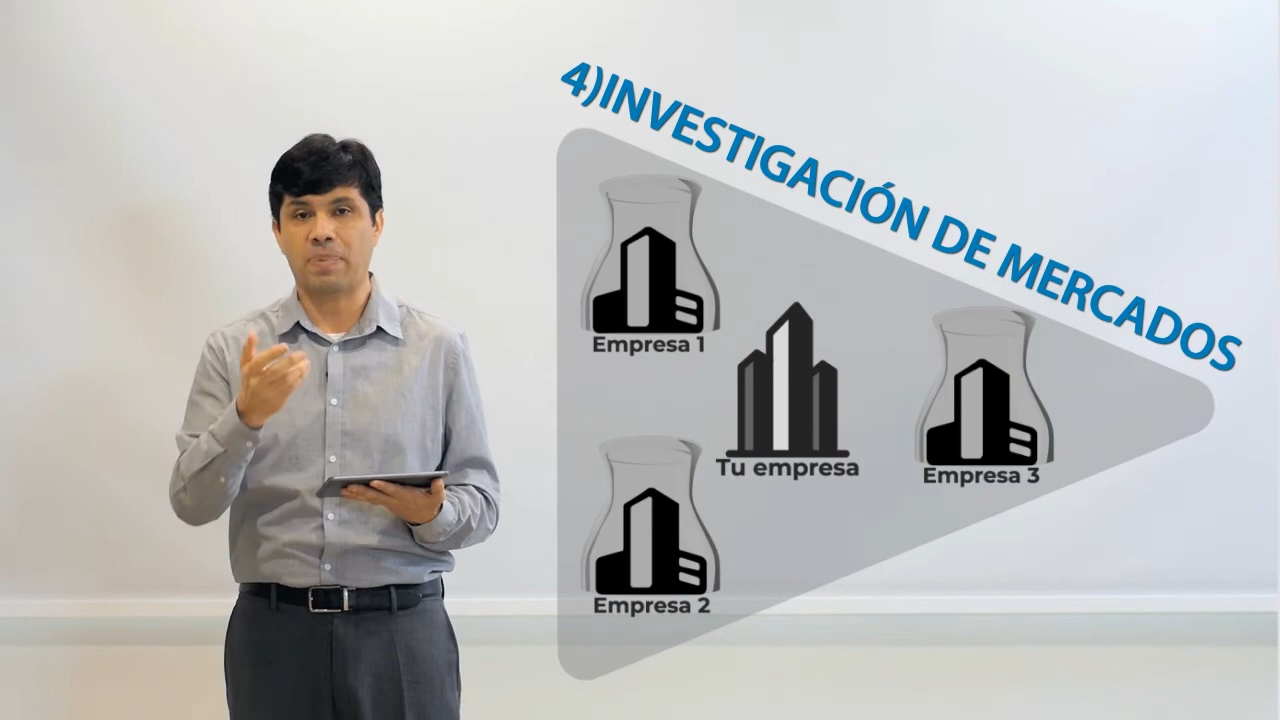 4)INVESTIGACIÓN DE MERCADOS
Empresa 1
Tu empresa
Empresa 3
Empresa 2